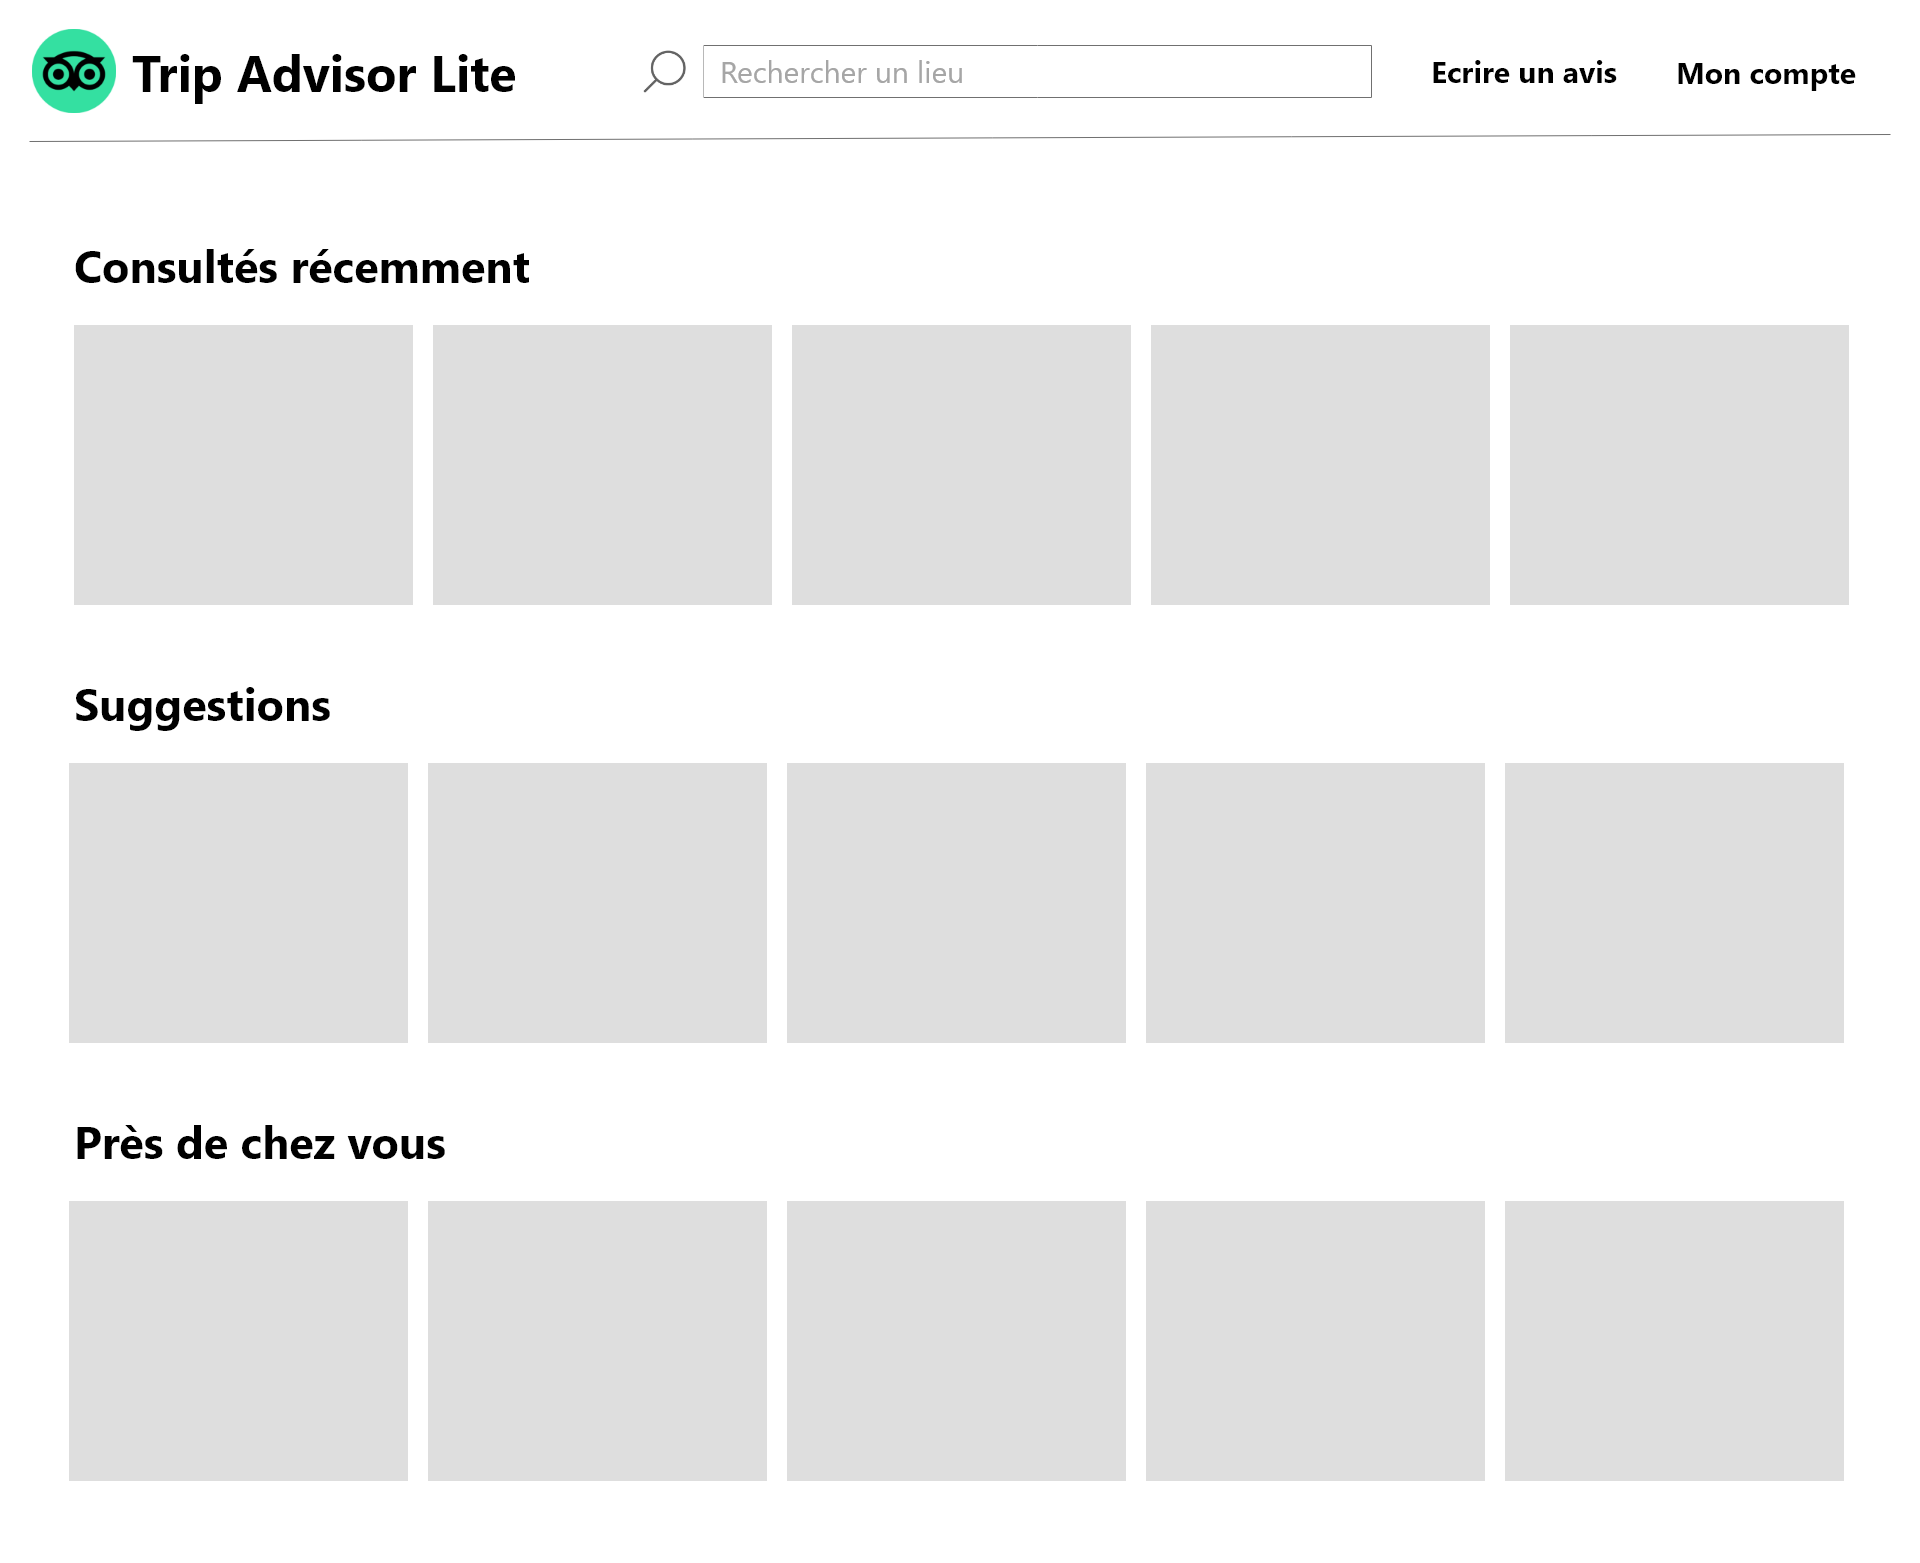 Trip Advisor Lite
Rechercher un lieu
Ecrire un avis
Mon compte
Consultés récemment
Suggestions
Près de chez vous